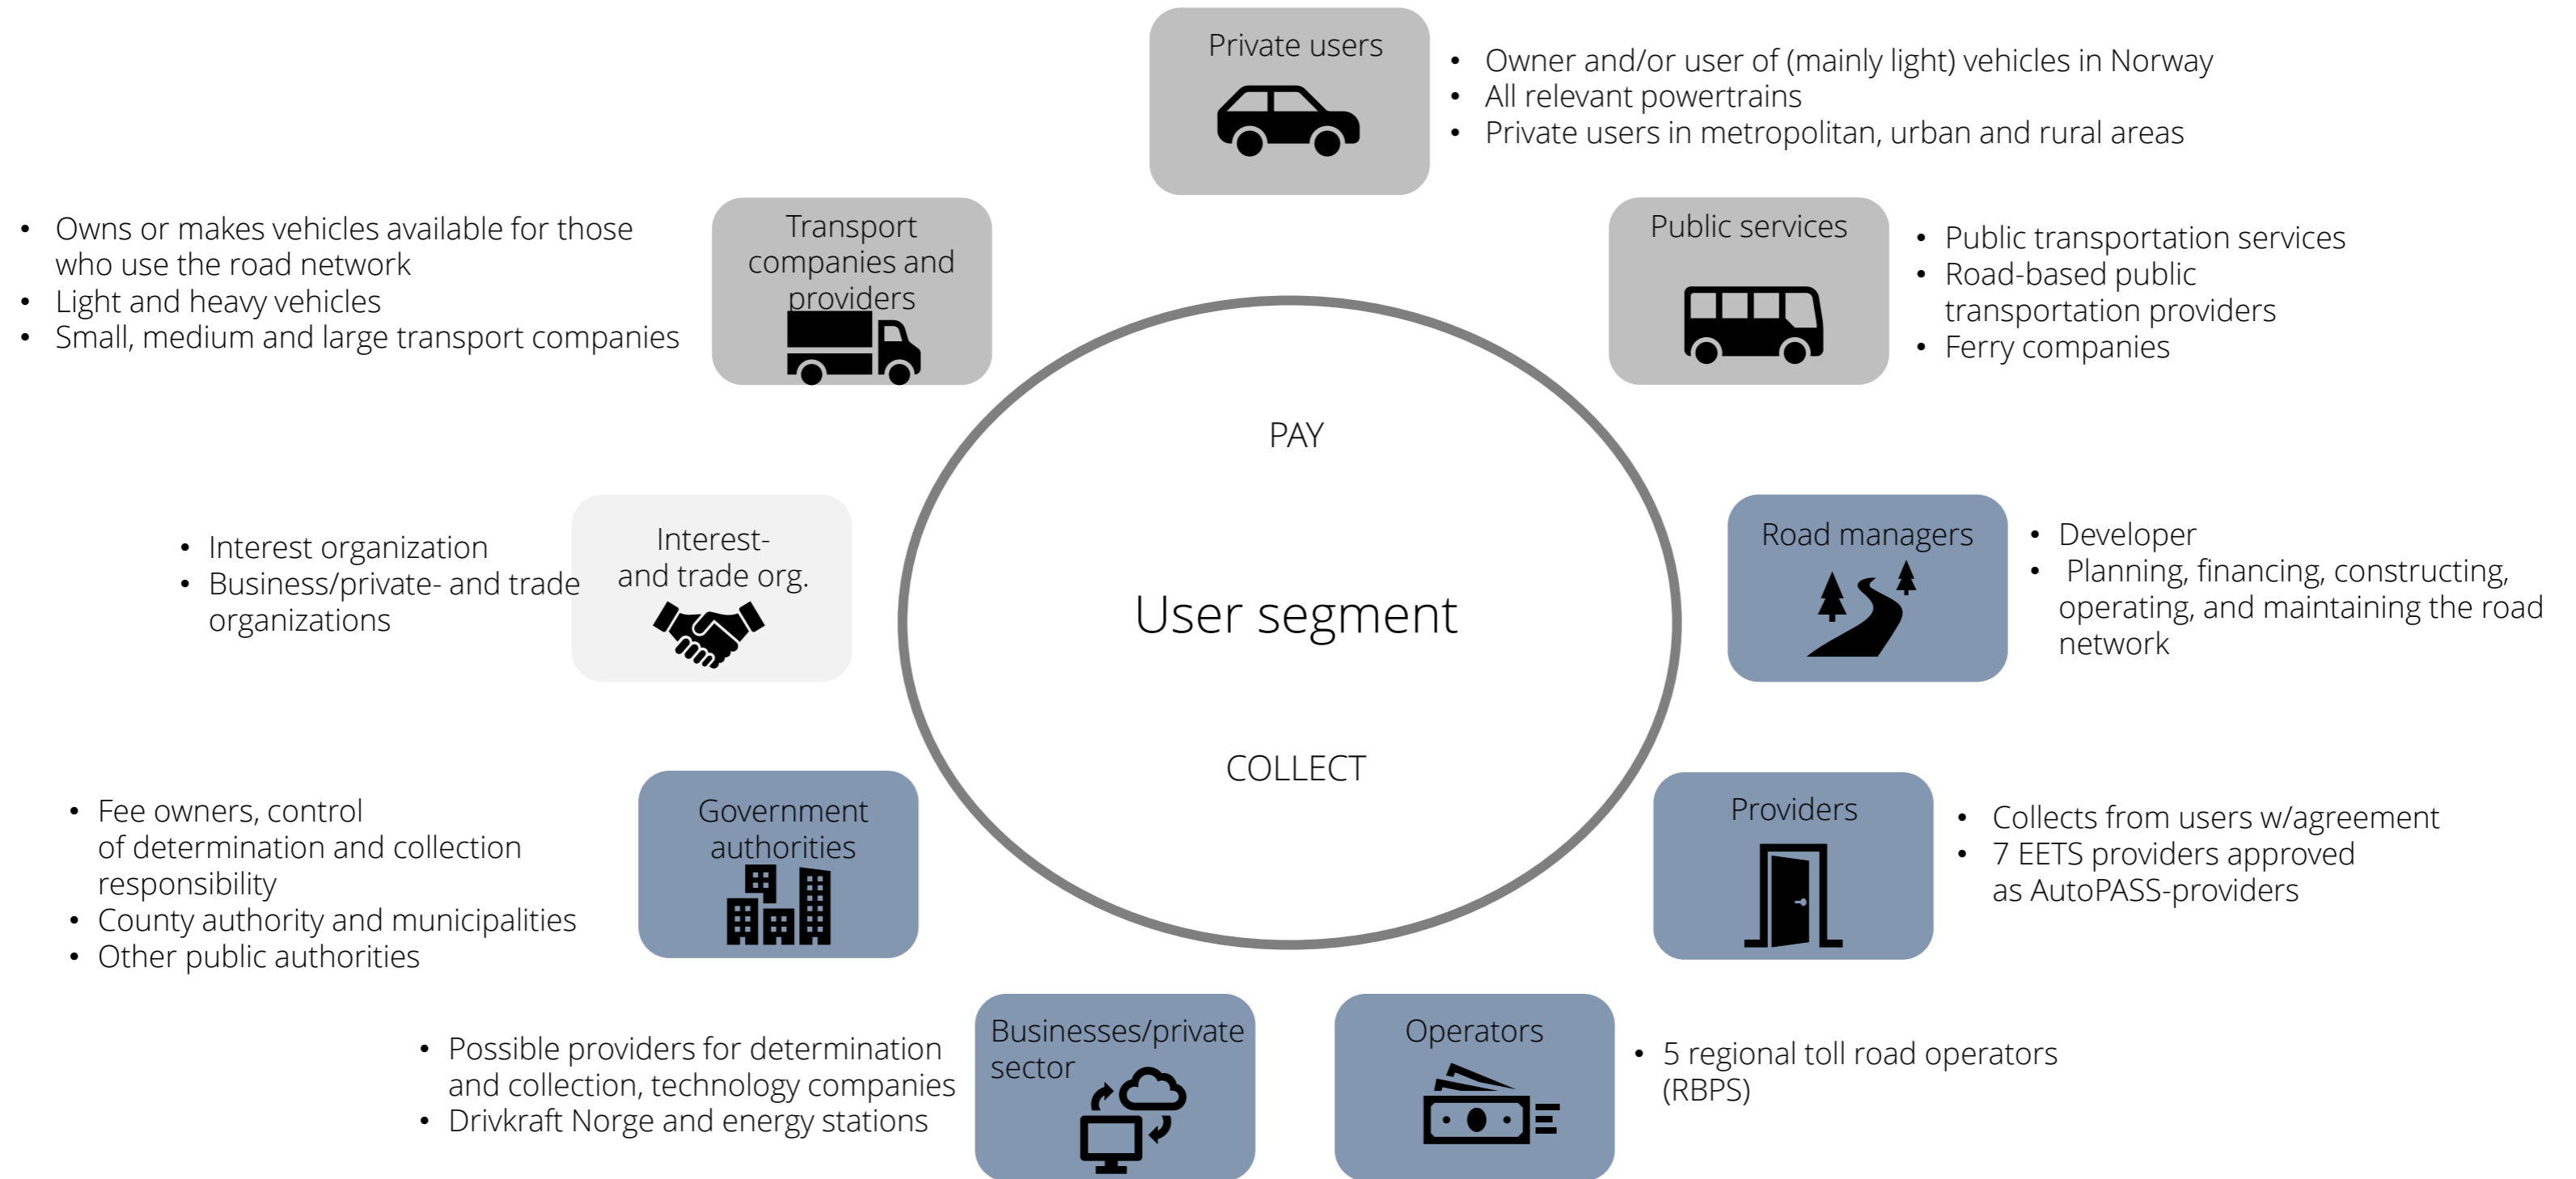 Private users
• Owner and/or user of (mainly light) vehicles in Norway
• All relevant powertrains
• Private users in metropolitan, urban and rural areas
• Owns or makes vehicles available for those
who use the road network
• Light and heavy vehicles
• Small, medium and large transport companies
Transport
companies and
providers
Public services
• Public transportation services
• Road-based public
transportation providers
• Ferry companies
PAY
User segment
COLLECT
• Interest organization
• Business/private- and trade
organizations
Interest-
and trade org.
Road managers
• Developer
• Planning, financing, constructing,
operating, and maintaining the road
network
• Fee owners, control
of determination and collection
responsibility
• County authority and municipalities
• Other public authorities
Government
authorities
Providers
• Collects from users w/agreement
• 7 EETS providers approved
as AutoPASS-providers
• Possible providers for determination
and collection, technology companies
• Drivkraft Norge and energy stations
Businesses/private
sector
Operators
• 5 regional toll road operators
(RBPS)